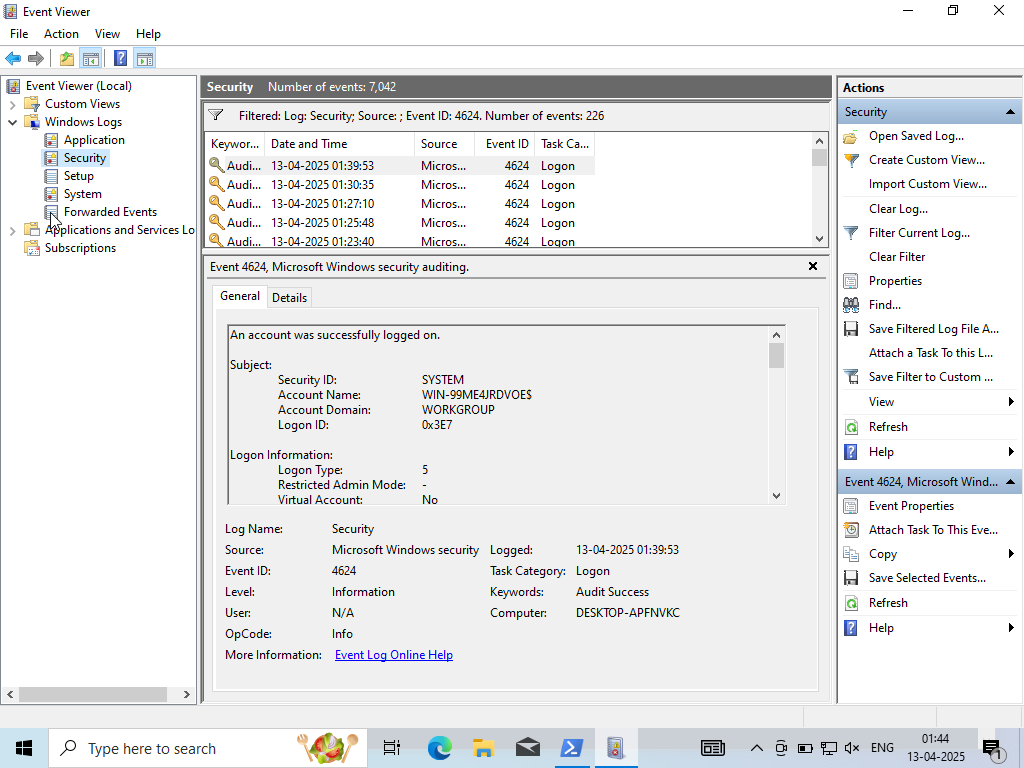 Event Viewer
File Action View Help
Event Viewer (Local)
Custom Views
Windows Logs
Application
Security
Setup
System
Forwarded Events
Applications and Services Lo
Subscriptions
Security Number of events: 7,042
Filtered: Log: Security; Source: ; Event ID: 4624. Number of events: 226
Keywor... Date and Time Source Event ID Task Ca...
Audi... 13-04-2025 01:39:53 Micros... 4624 Logon
Audi... 13-04-2025 01:30:35 Micros... 4624 Logon
Audi... 13-04-2025 01:27:10 Micros... 4624 Logon
Audi... 13-04-2025 01:25:48 Micros... 4624 Logon
Audi... 13-04-2025 01:23:40 Micros... 4624 Logon
Event 4624, Microsoft Windows security auditing.
General Details
An account was successfully logged on.
Subject:
Security ID: SYSTEM
Account Name: WIN-99ME4JRDVOE$
Account Domain: WORKGROUP
Logon ID: 0x3E7
Logon Information:
Logon Type: 5
Restricted Admin Mode: -
Virtual Account: No
Log Name: Security
Source: Microsoft Windows security Logged: 13-04-2025 01:39:53
Event ID: 4624 Task Category: Logon
Level: Information Keywords: Audit Success
User: N/A Computer: DESKTOP-APFNVKC
OpCode: Info
More Information: Event Log Online Help
Actions
Security
Open Saved Log...
Create Custom View...
Import Custom View...
Clear Log...
Filter Current Log...
Clear Filter
Properties
Find...
Save Filtered Log File A...
Attach a Task To this L...
Save Filter to Custom ...
View
Refresh
Help
Event 4624, Microsoft Wind...
Event Properties
Attach Task To This Eve...
Copy
Save Selected Events...
Refresh
Help
Type here to search
ENG
01:44
13-04-2025
1